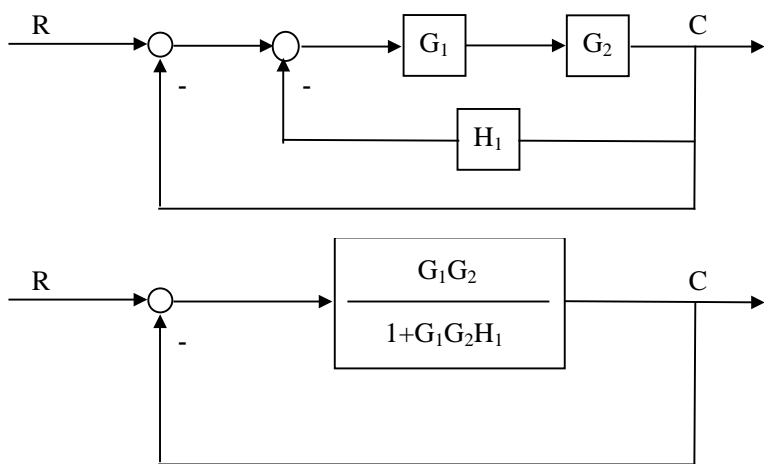 R G₁ G₂ C
- -
H₁
R G₁G₂ C
1+G₁G₂H₁
-